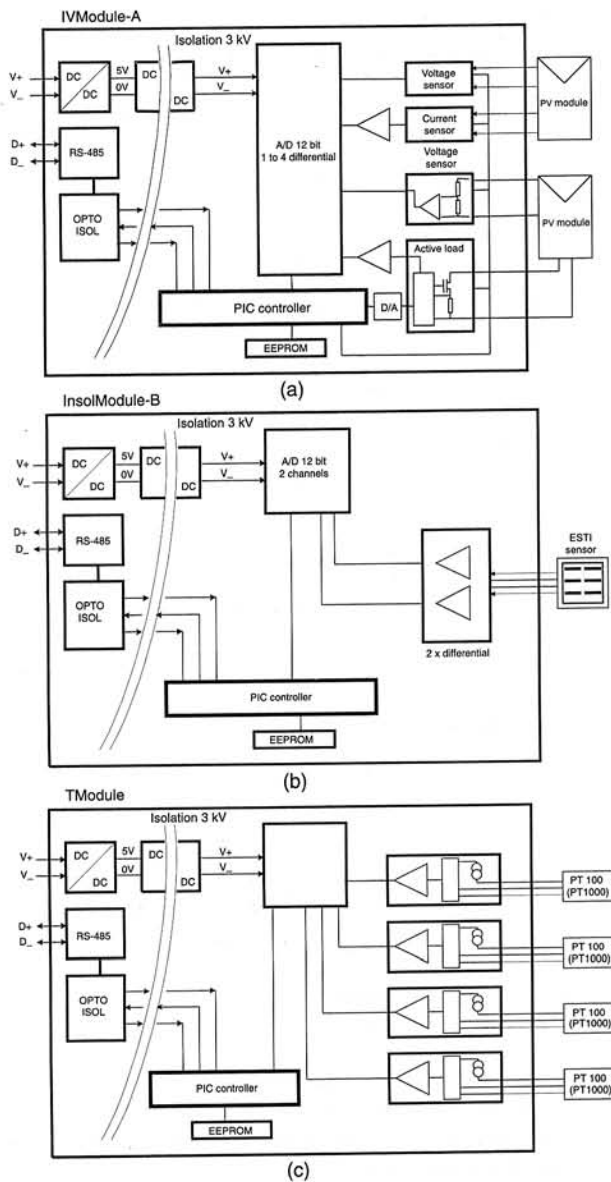 IVModule-A
Isolation 3 kV
V+
V_
DC
DC
5V
0V
DC
DC
V+
V_
A/D 12 bit
1 to 4 differential
Voltage
sensor
Current
sensor
Voltage
sensor
PV module
PV module
D+
D_
RS-485
OPTO
ISOL
Active load
PIC controller
D/A
EEPROM
(a)
InsolModule-B
Isolation 3 kV
V+
V_
DC
DC
5V
0V
DC
DC
V+
V_
A/D 12 bit
2 channels
D+
D_
RS-485
OPTO
ISOL
ESTI
sensor
2 x differential
PIC controller
EEPROM
(b)
TModule
Isolation 3 kV
V+
V_
DC
DC
5V
0V
DC
DC
V+
V_
D+
D_
RS-485
OPTO
ISOL
PT 100
(PT1000)
PT 100
(PT1000)
PT 100
(PT1000)
PT 100
(PT1000)
PIC controller
EEPROM
(c)